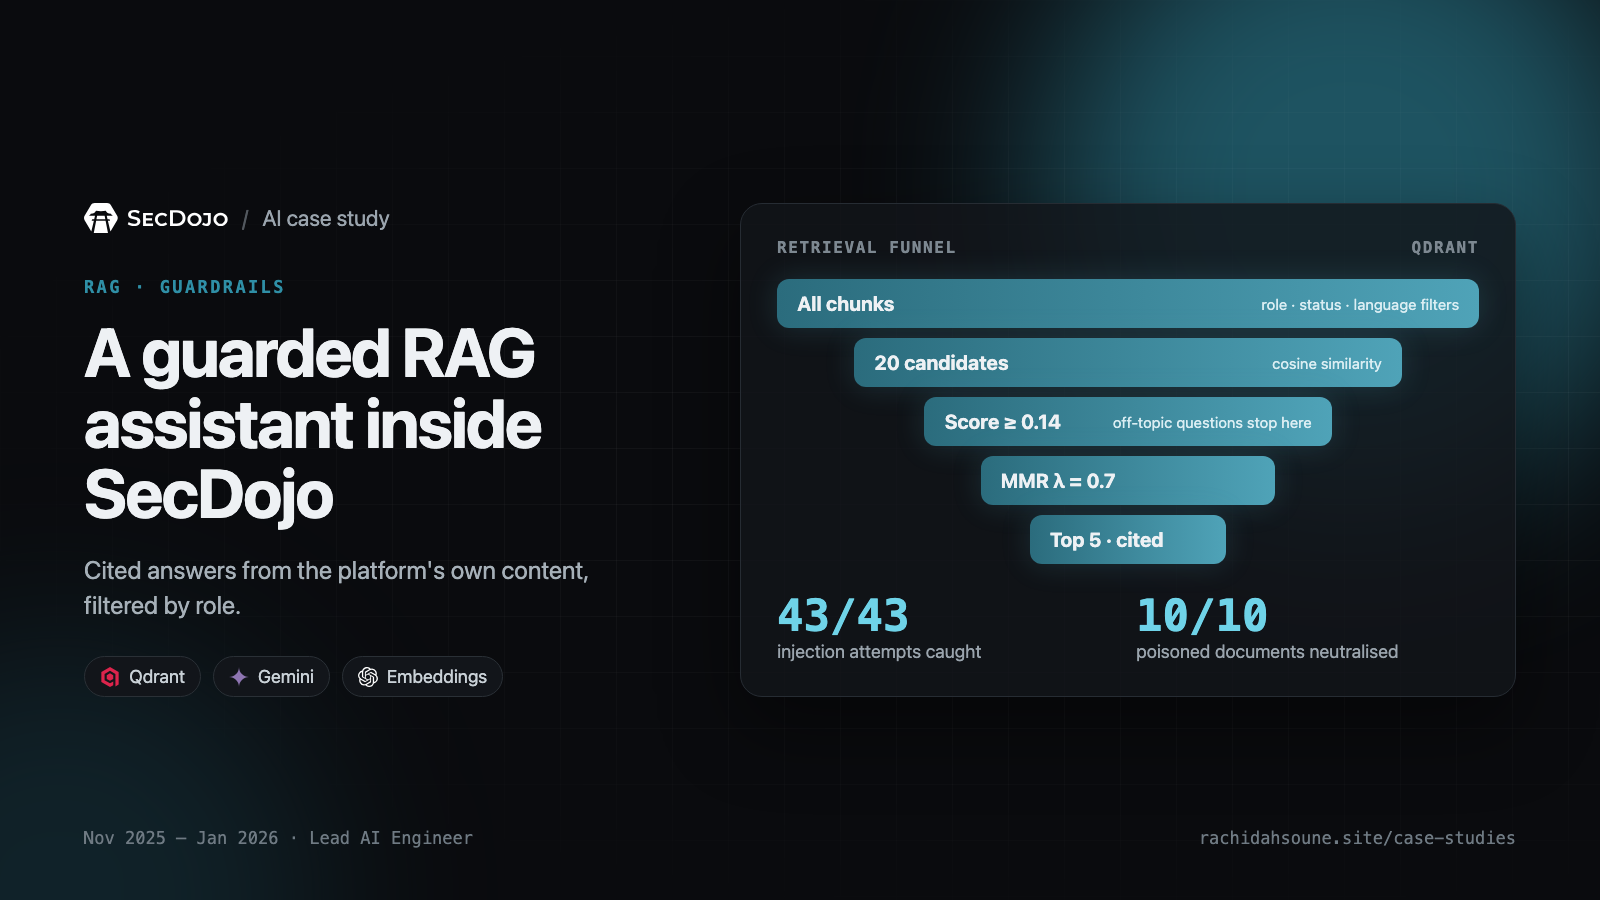 SECDOJO / AI case study
RAG · GUARDRAILS
A guarded RAG
assistant inside
SecDojo
Cited answers from the platform's own content,
filtered by role.
Qdrant
Gemini
Embeddings
RETRIEVAL FUNNEL
QDRANT
All chunks
role · status · language filters
20 candidates
cosine similarity
Score ≥ 0.14
off-topic questions stop here
MMR λ = 0.7
Top 5 · cited
43/43
injection attempts caught
10/10
poisoned documents neutralised
Nov 2025 — Jan 2026 · Lead AI Engineer
rachidahsoune.site/case-studies